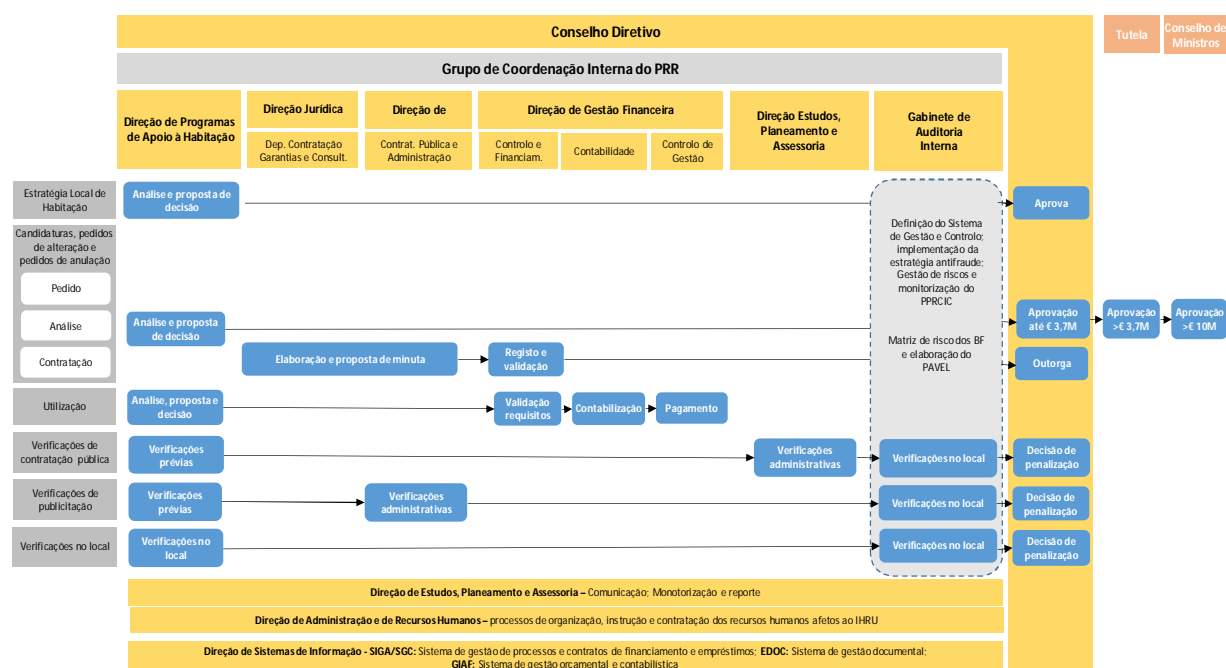 Conselho Diretivo
Tutela
Conselho de
Ministros
Grupo de Coordenação Interna do PRR
Direção de Programas
de Apoio à Habitação
Direção Jurídica
Dep. Contratação
Garantias e Consult.
Direção de
Contrat. Pública e
Administração
Direção de Gestão Financeira
Controlo e
Financiam.
Contabilidade
Controlo de
Gestão
Direção Estudos,
Planeamento e
Assessoria
Gabinete de
Auditoria
Interna
Estratégia Local de
Habitação
Análise e proposta de
decisão
Aprova
Candidaturas, pedidos
de alteração e
pedidos de anulação
Pedido
Análise
Contratação
Definição do Sistema
de Gestão e Controlo;
implementação da
estratégia antifraude;
Gestão de riscos e
monitorização do
PPRCIC
Matriz de risco dos BF
e elaboração do
PAVEL
Análise e proposta
de decisão
Aprovação
até € 3,7M
Aprovação
>€ 3,7M
Aprovação
>€ 10M
Elaboração e proposta de minuta
Registo e
validação
Outorga
Utilização
Análise, proposta e
decisão
Validação
requisitos
Contabilização
Pagamento
Verificações de
contratação pública
Verificações
prévias
Verificações
administrativas
Verificações no local
Decisão de
penalização
Verificações de
publicitação
Verificações
prévias
Verificações
administrativas
Verificações no local
Decisão de
penalização
Verificações no local
Verificações no
local
Verificações no local
Decisão de
penalização
Direção de Estudos, Planeamento e Assessoria – Comunicação; Monotorização e reporte
Direção de Administração e de Recursos Humanos – processos de organização, instrução e contratação dos recursos humanos afetos ao IHRU
Direção de Sistemas de Informação - SIGA/SGC: Sistema de gestão de processos e contratos de financiamento e empréstimos; EDOC: Sistema de gestão documental;
GIAF: Sistema de gestão orçamental e contabilística